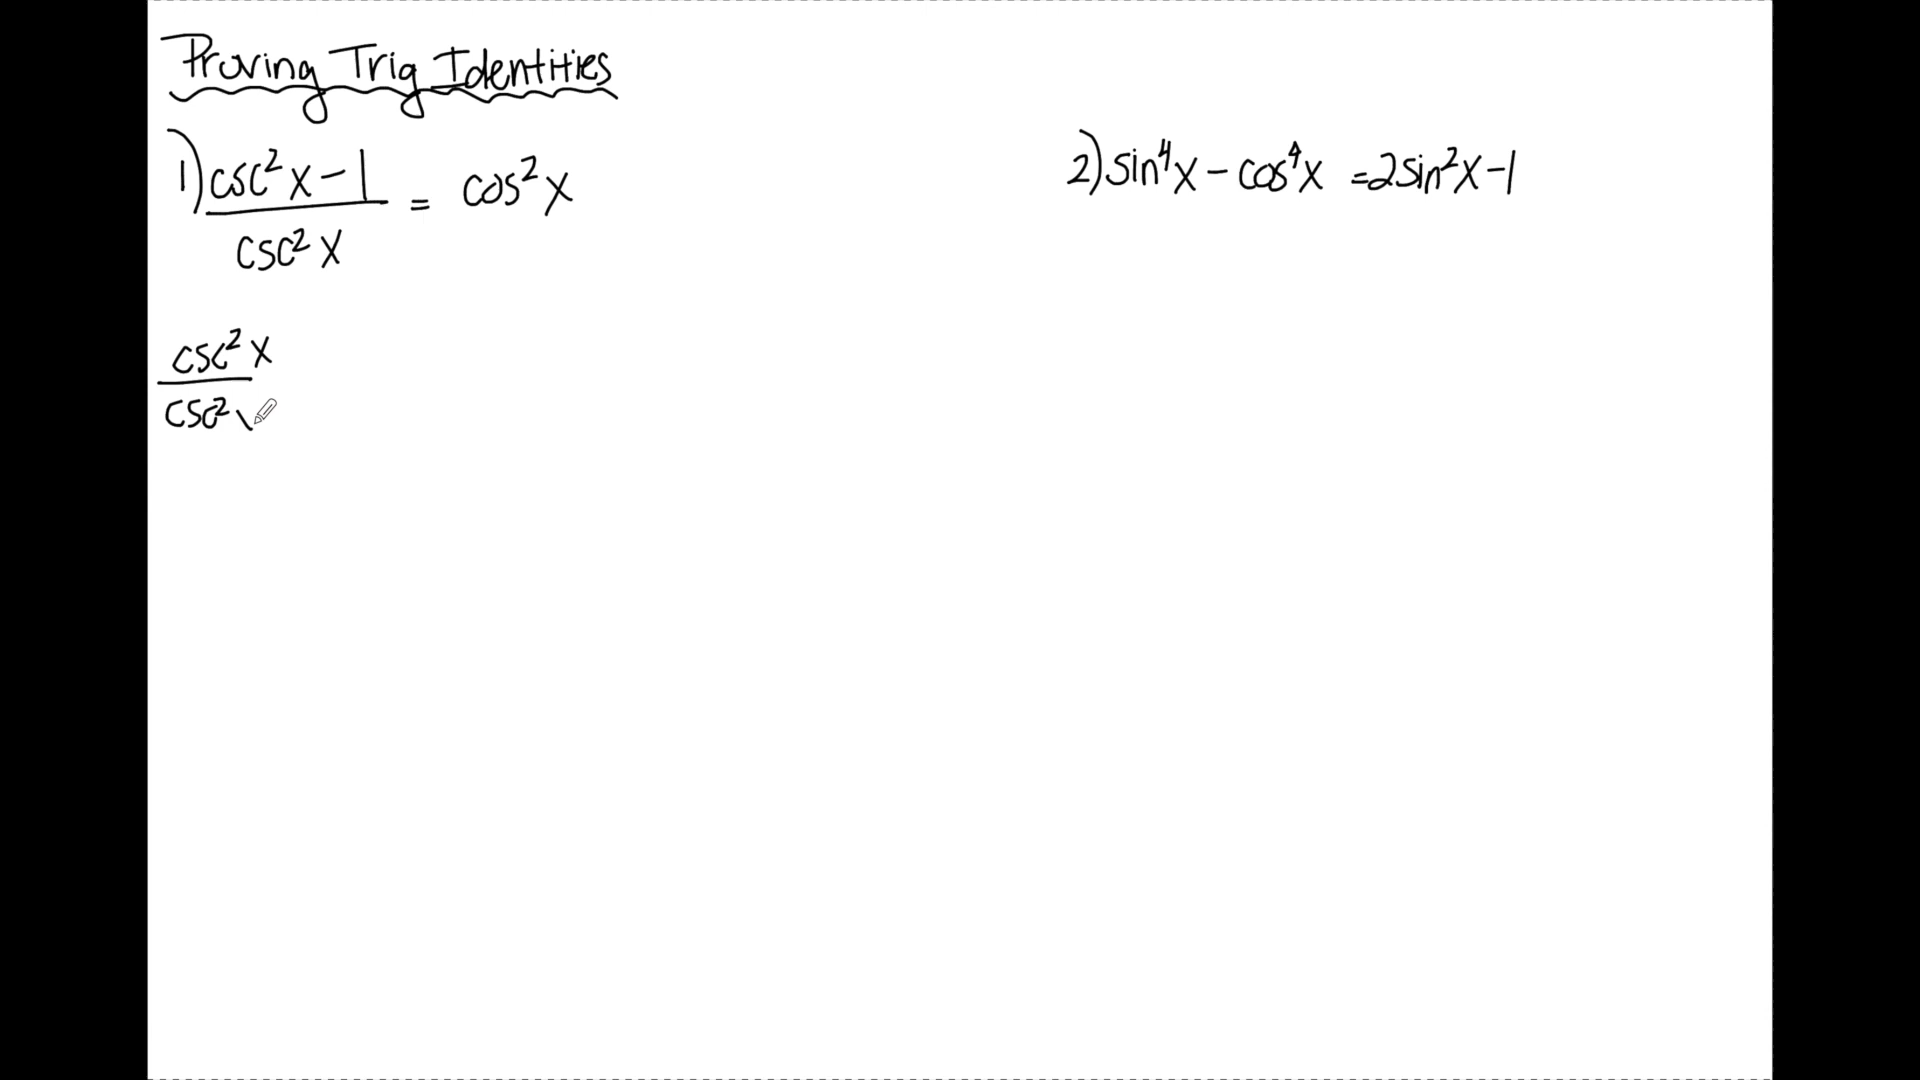 Proving Trig Identities
1) csc²x - 1
= cos²x
csc²x
2) sin⁴x - cos⁴x = 2sin²x - 1
csc²x
csc²